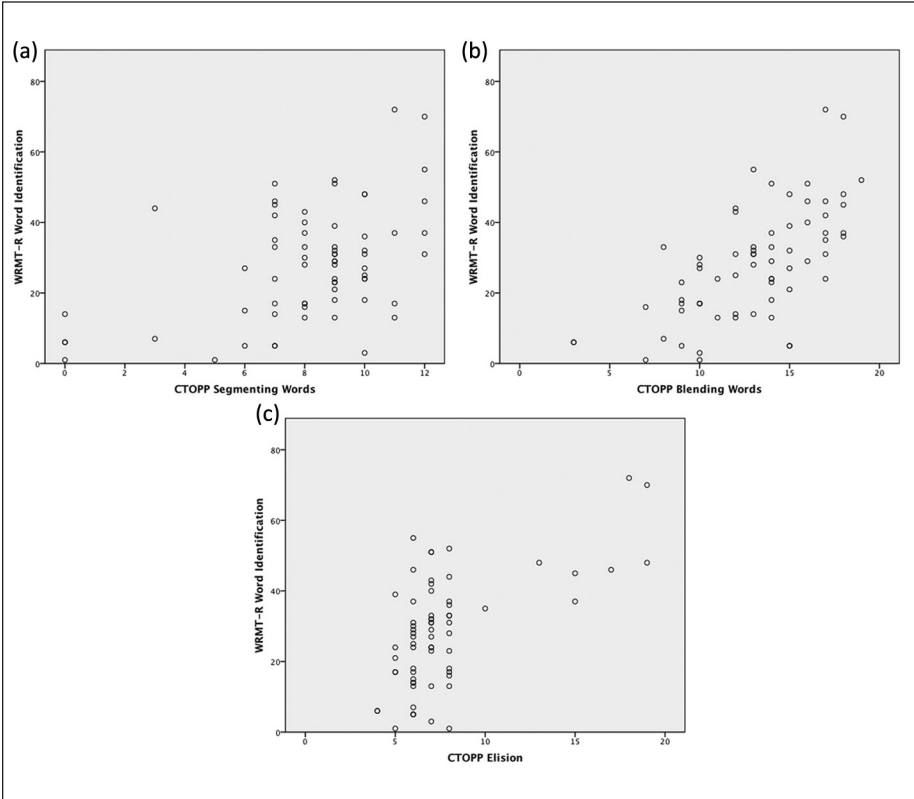 (a)
80
60
40
20
0
0 2 4 6 8 10 12
WRMT-R Word Identification
CTOPP Segmenting Words
(b)
80
60
40
20
0
0 5 10 15 20
WRMT-R Word Identification
CTOPP Blending Words
(c)
80
60
40
20
0
0 5 10 15 20
WRMT-R Word Identification
CTOPP Elision